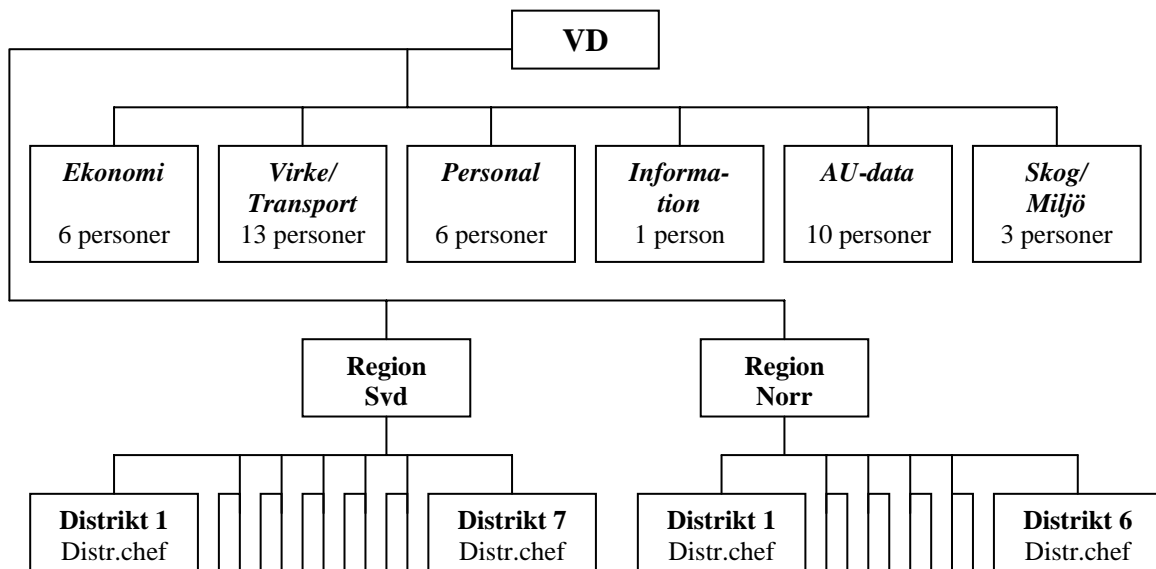 VD
Ekonomi
6 personer
Virke/
Transport
13 personer
Personal
6 personer
Informa-
tion
1 person
AU-data
10 personer
Skog/
Miljö
3 personer
Region
Svd
Region
Norr
Distrikt 1
Distr.chef
Distrikt 7
Distr.chef
Distrikt 1
Distr.chef
Distrikt 6
Distr.chef